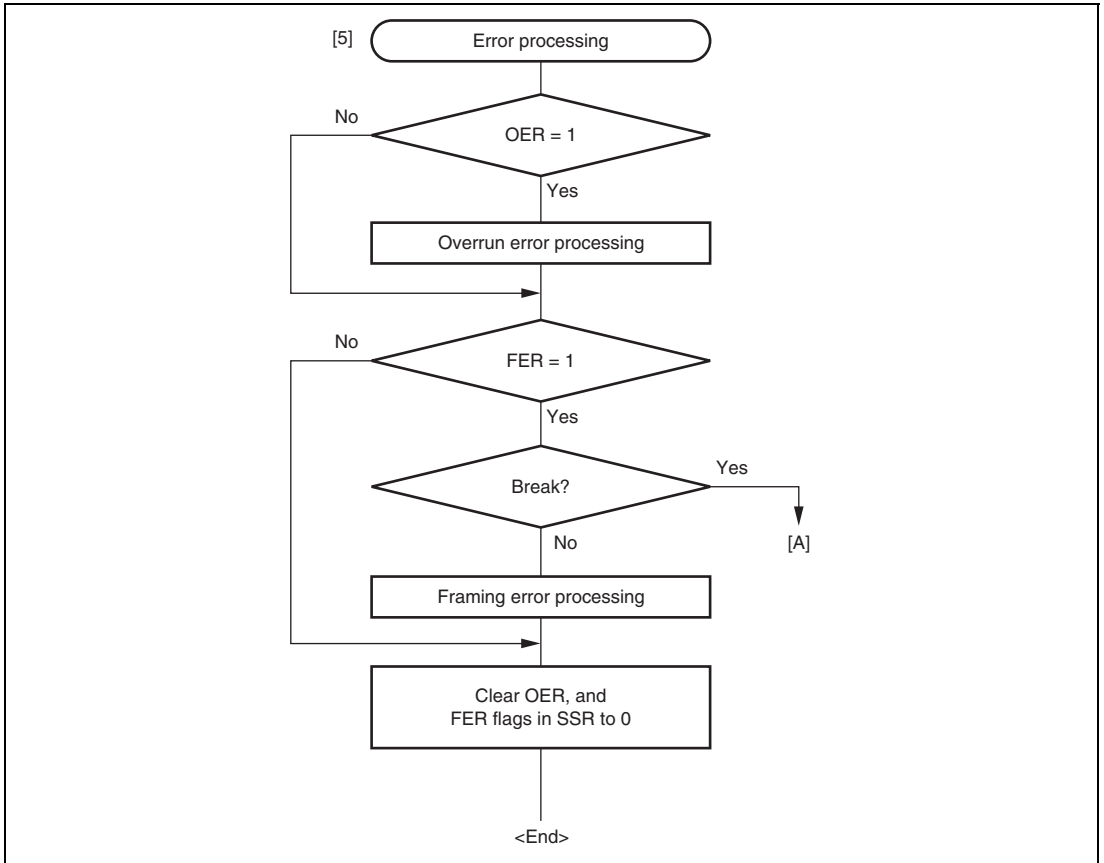 [5]
Error processing
No
OER = 1
Yes
Overrun error processing
No
FER = 1
Yes
Break?
Yes
No
[A]
Framing error processing
Clear OER, and
FER flags in SSR to 0
<End>